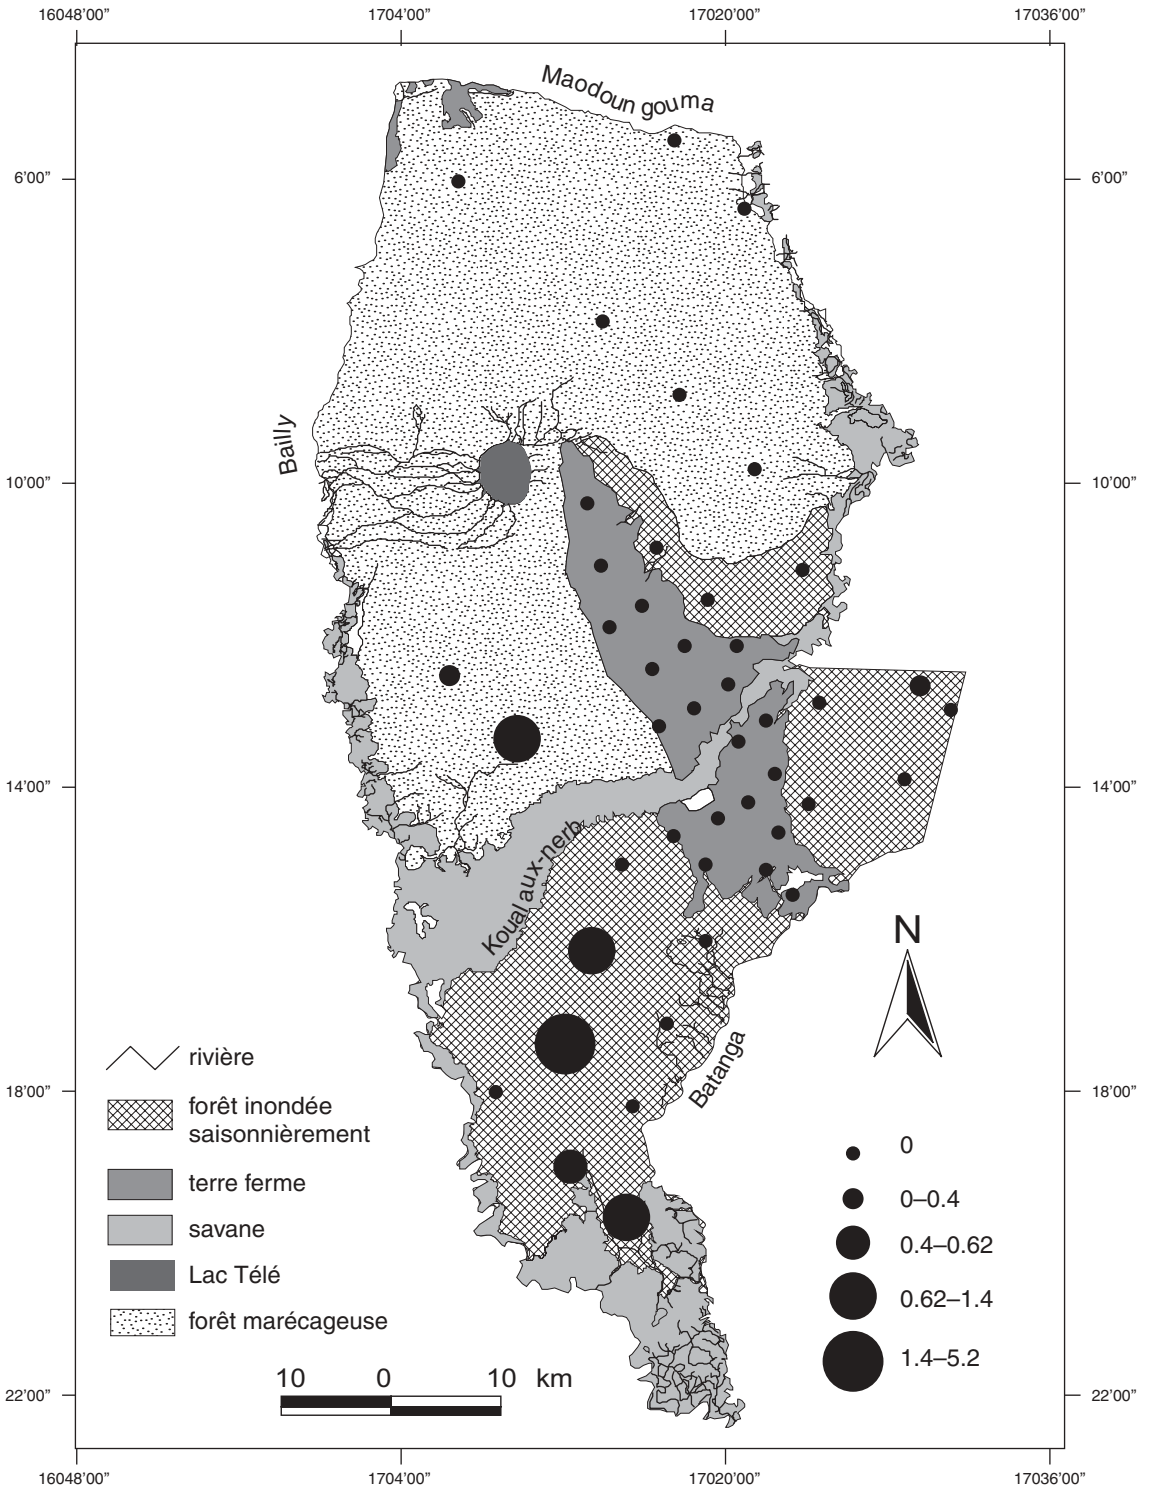 16048'00”
1704'00”
17020'00”
17036'00”
Maodoun gouma
6'00”
6'00”
Bailly
10'00”
10'00”
14'00”
14'00”
Koual aux-nerb
N
Batanga
rivière
forêt inondée
saisonnièrement
terre ferme
savane
Lac Télé
forêt marécageuse
18'00”
18'00”
0
0–0.4
0.4–0.62
0.62–1.4
1.4–5.2
10 0 10 km
22'00”
22'00”
16048'00”
1704'00”
17020'00”
17036'00”